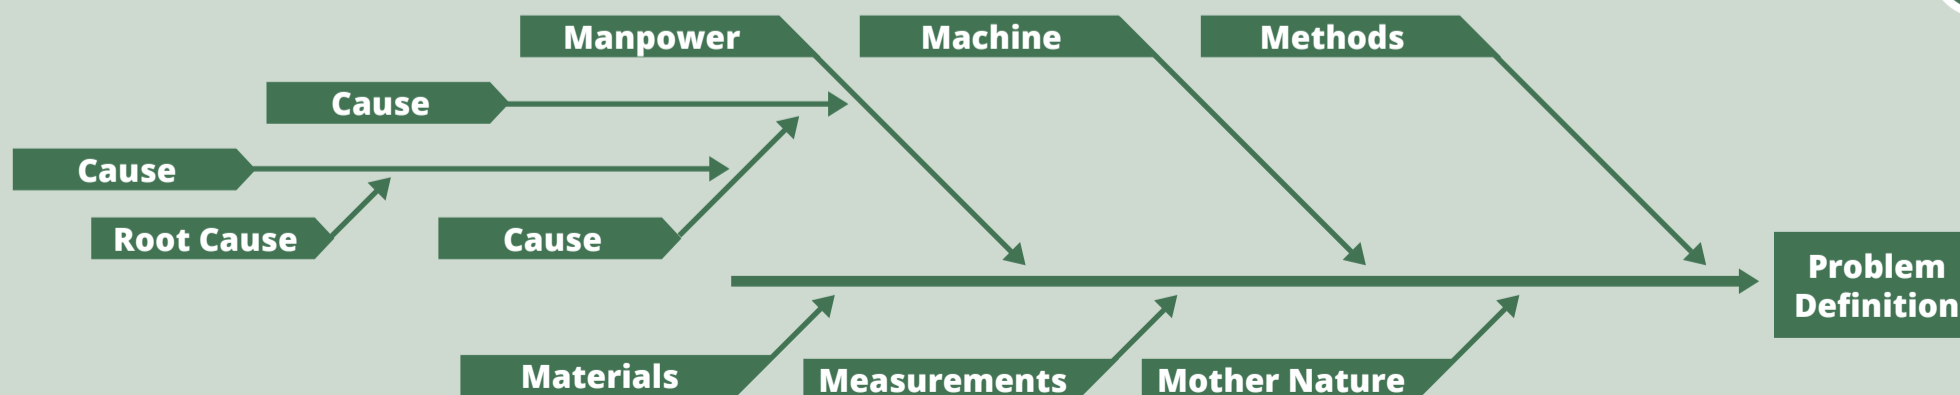 Manpower
Machine
Methods
Cause
Cause
Root Cause
Cause
Problem
Definition
Materials
Measurements
Mother Nature